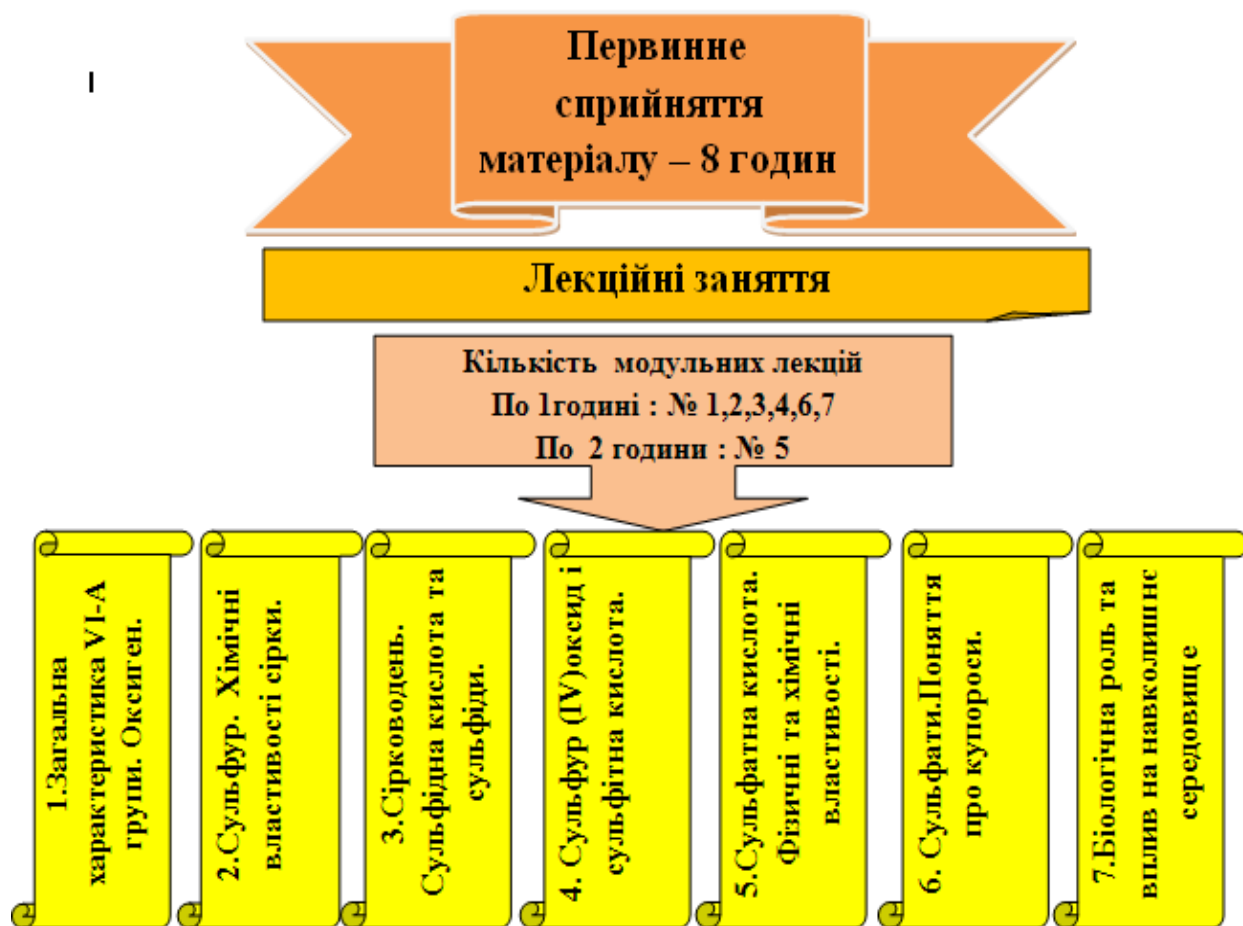 І
Первинне
сприйняття
матеріалу – 8 годин
Лекційні заняття
Кількість модульних лекцій
По 1годині : № 1,2,3,4,6,7
По 2 години : № 5
1.Загальна
характеристика VI-А
групи. Оксиген.
2.Сульфур. Хімічні
властивості сірки.
3.Сірководень.
Сульфідна кислота та
сульфіди.
4. Сульфур (IV)оксид і
сульфітна кислота.
5.Сульфатна кислота.
Фізичні та хімічні
властивості.
6. Сульфати.Поняття
про купороси.
7.Біологічна роль та
вплив на навколишнє
середовище